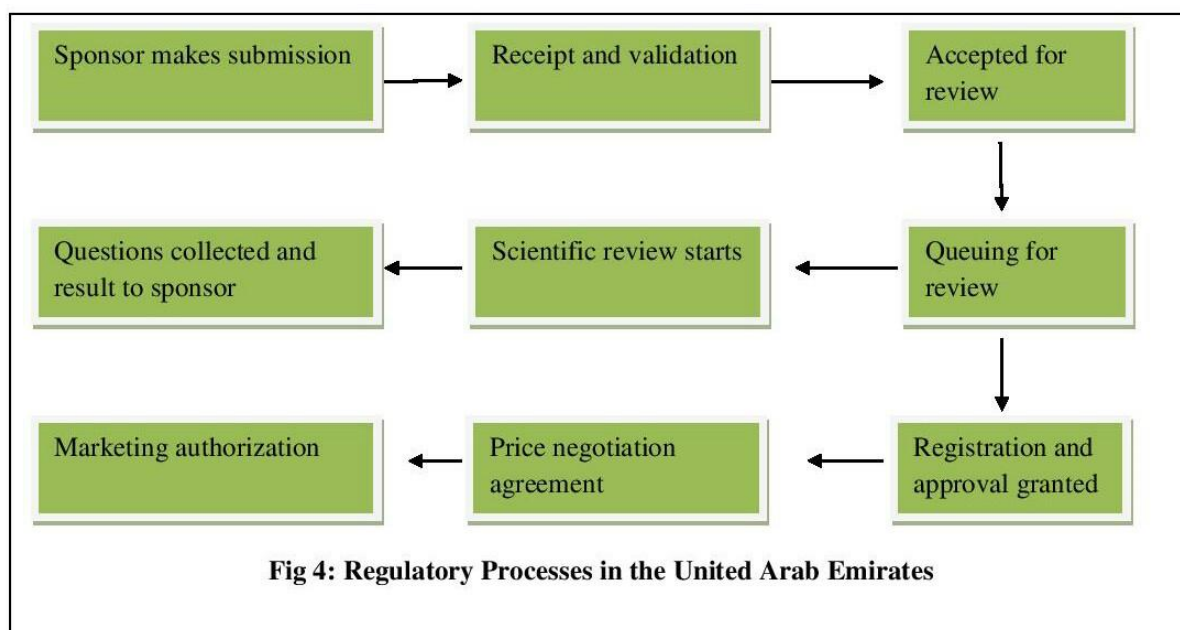 Sponsor makes submission
Receipt and validation
Accepted for
review
Questions collected and
result to sponsor
Scientific review starts
Queuing for
review
Marketing authorization
Price negotiation
agreement
Registration and
approval granted
Fig 4: Regulatory Processes in the United Arab Emirates